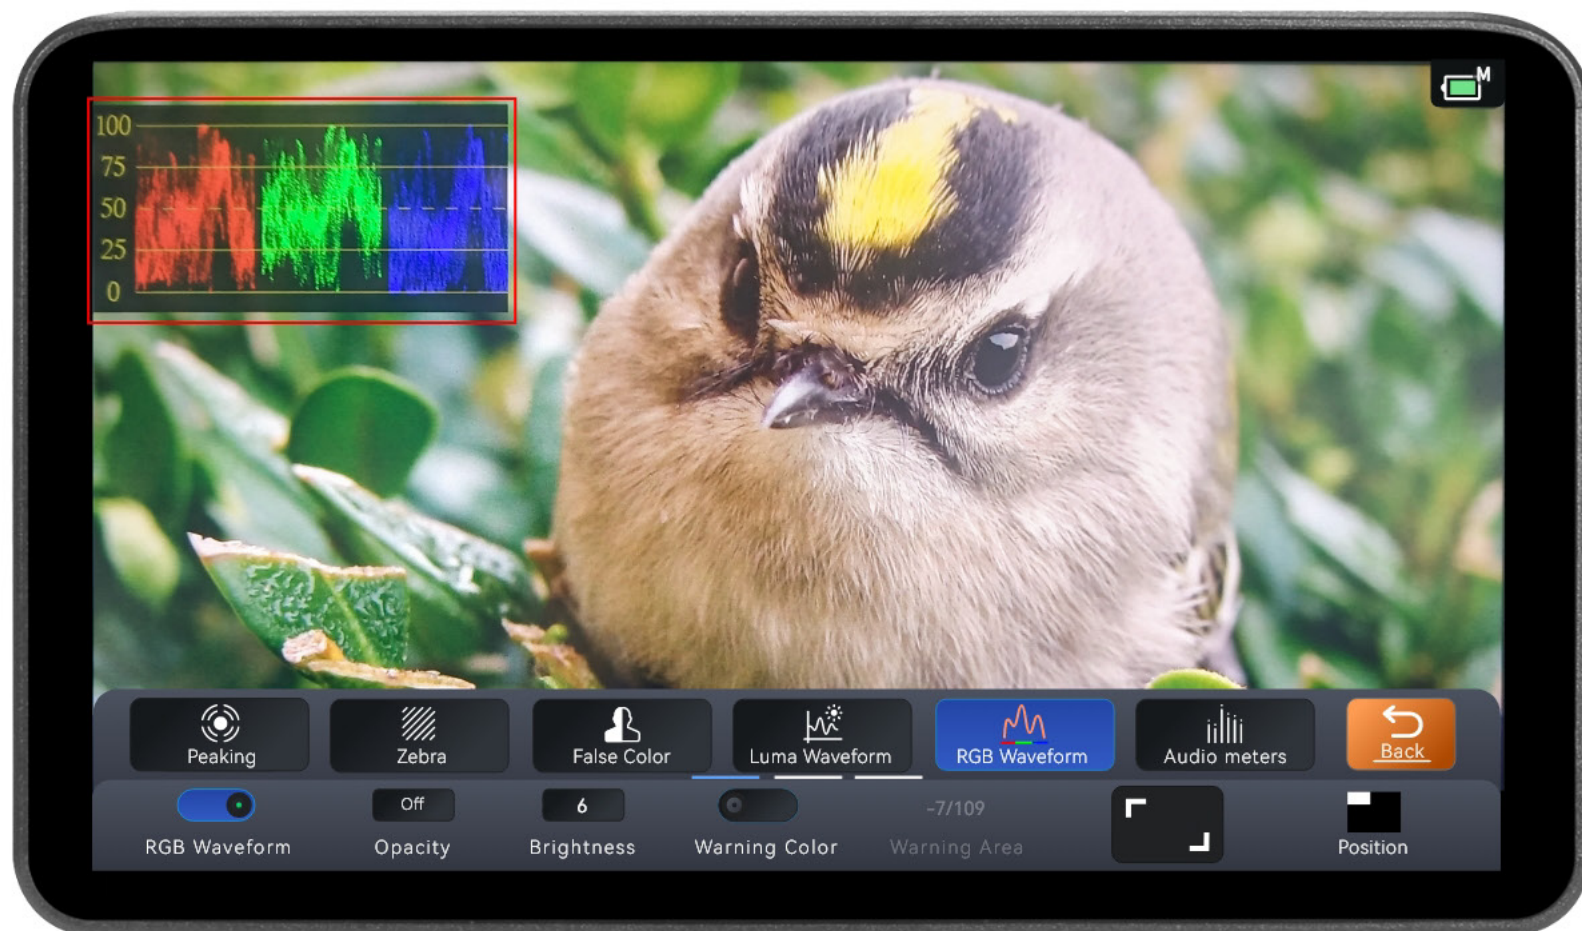 M
100
75
50
25
0
Peaking
Zebra
False Color
Luma Waveform
RGB Waveform
Audio meters
Back
Off
6
-7/109
RGB Waveform
Opacity
Brightness
Warning Color
Warning Area
Position